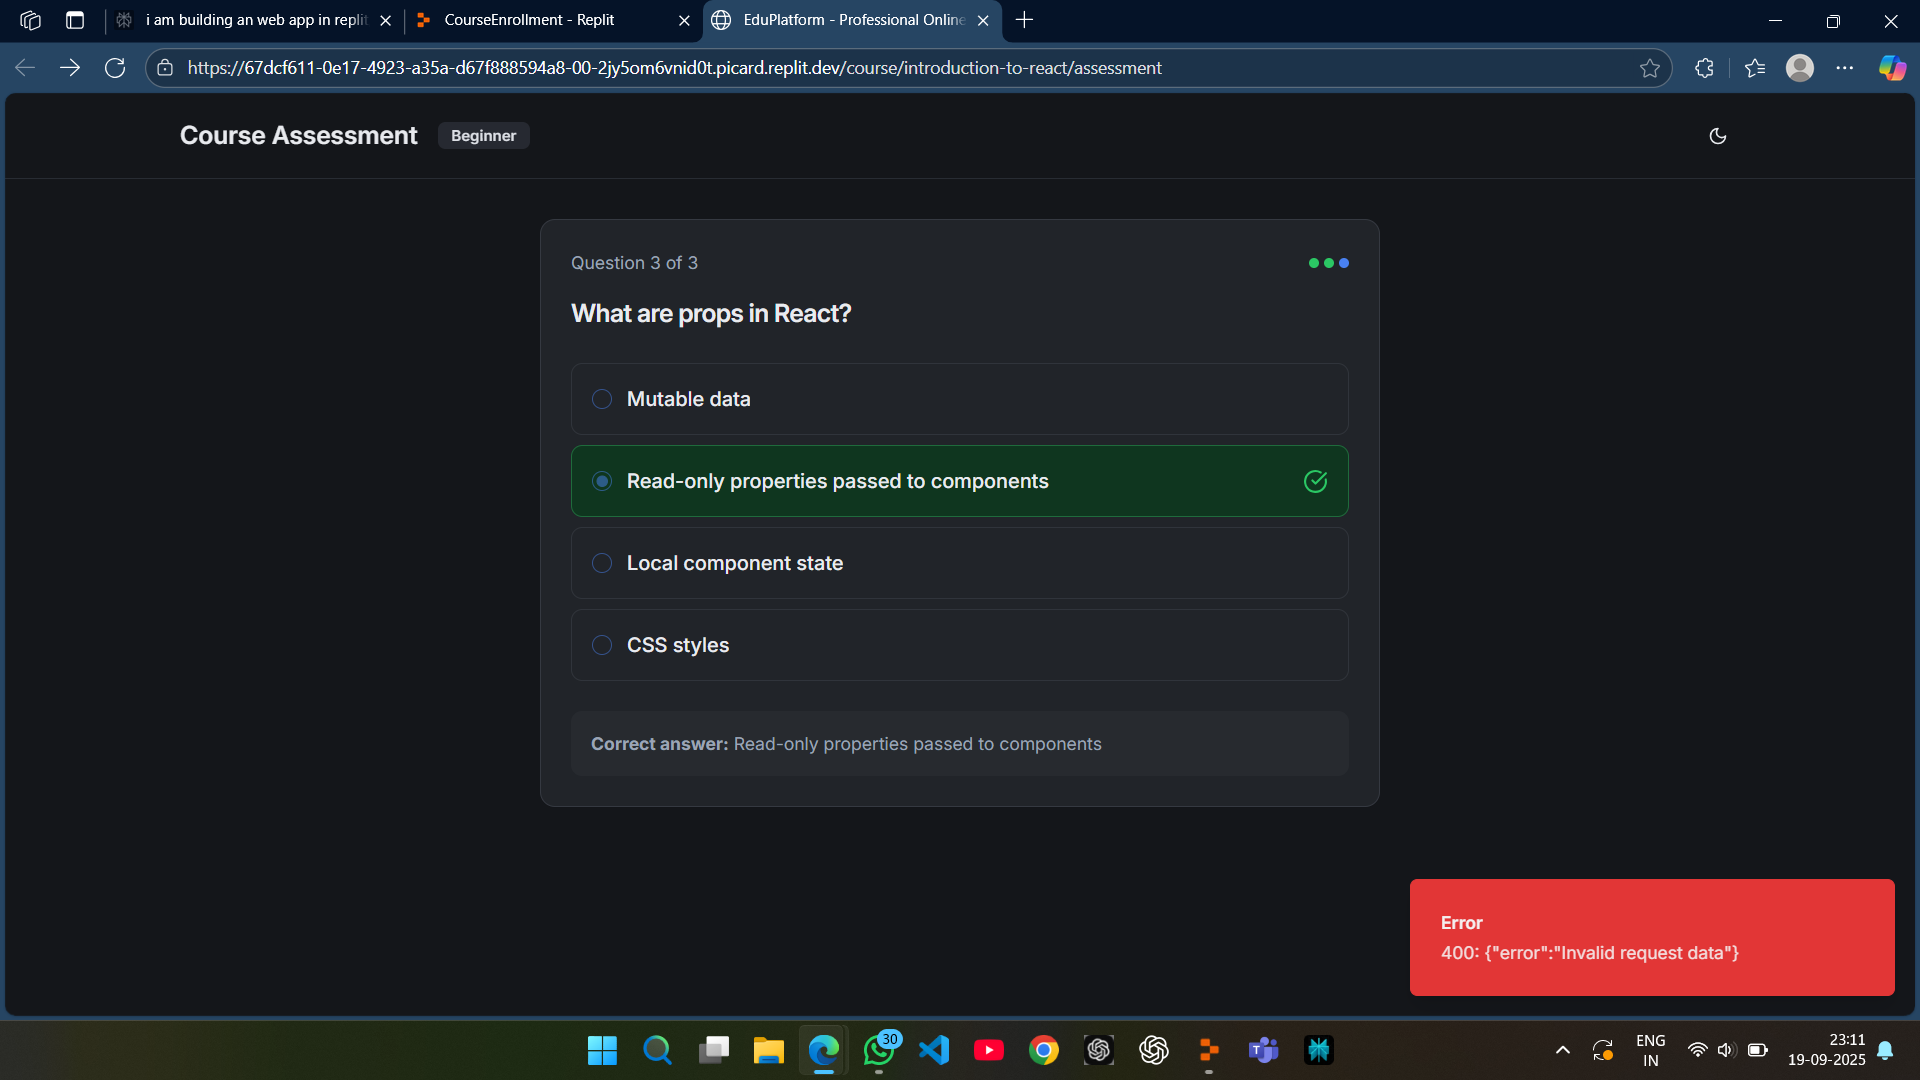 i am building an web app in replit
CourseEnrollment - Replit
EduPlatform - Professional Online
https://67dcf611-0e17-4923-a35a-d67f888594a8-00-2jy5om6vnid0t.picard.replit.dev/course/introduction-to-react/assessment
Course Assessment
Beginner
Question 3 of 3
What are props in React?
Mutable data
Read-only properties passed to components
Local component state
CSS styles
Correct answer: Read-only properties passed to components
Error
400: {"error":"Invalid request data"}
30
ENG
IN
23:11
19-09-2025